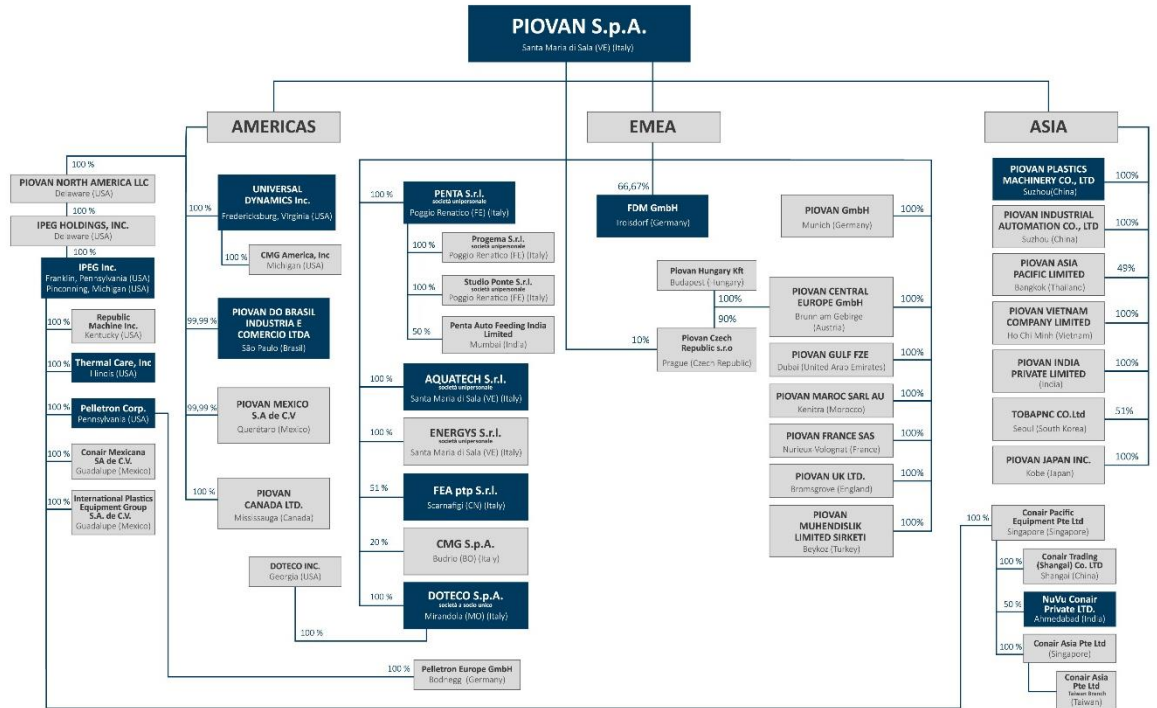 PIOVAN S.p.A.
Santa Maria di Sala (VE) (Italy)
AMERICAS
EMEA
ASIA
100 %
PIOVAN NORTH AMERICA LLC
Delaware (USA)
100 %
IPEG HOLDINGS, INC.
Delaware (USA)
100 %
IPEG Inc.
Franklin, Pennsylvania (USA)
Pinconning, Michigan (USA)
100 %
Republic
Machine Inc.
Kentucky (USA)
100 %
Thermal Care, Inc
Illinois (USA)
100 %
Pelletron Corp.
Pennsylvania (USA)
100 %
Conair Mexicana
SA de C.V.
Guadalupe (Mexico)
100 %
International Plastics
Equipment Group
S.A. de C.V.
Guadalupe (Mexico)
100 %
UNIVERSAL
DYNAMICS Inc.
Fredericksburg, Virginia (USA)
100 %
CMG America, Inc
Michigan (USA)
99,99 %
PIOVAN DO BRASIL
INDUSTRIA E
COMERCIO LTDA
São Paulo (Brasil)
99,99 %
PIOVAN MEXICO
S.A de C.V
Querétaro (Mexico)
100 %
PIOVAN
CANADA LTD.
Mississauga (Canada)
DOTECO INC.
Georgia (USA)
100 %
100 %
PENTA S.r.l.
società unipersonale
Poggio Renatico (FE) (Italy)
100 %
Progema S.r.l.
società unipersonale
Poggio Renatico (FE) (Italy)
100 %
Studio Ponte S.r.l.
società unipersonale
Poggio Renatico (FE) (Italy)
50 %
Penta Auto Feeding India
Limited
Mumbai (India)
100 %
AQUATECH S.r.l.
società unipersonale
Santa Maria di Sala (VE) (Italy)
100 %
ENERGYS S.r.l.
società unipersonale
Santa Maria di Sala (VE) (Italy)
51 %
FEA ptp S.r.l.
Scarnafigi (CN) (Italy)
20 %
CMG S.p.A.
Budrio (BO) (Italy)
100 %
DOTECO S.p.A.
società a socio unico
Mirandola (MO) (Italy)
100 %
Pelletron Europe GmbH
Bodnegg (Germany)
66,67%
FDM GmbH
Troisdorf (Germany)
Piovan Hungary Kft
Budapest (Hungary)
100%
90%
10%
Piovan Czech
Republic s.r.o
Prague (Czech Republic)
PIOVAN GmbH
Munich (Germany)
100%
PIOVAN CENTRAL
EUROPE GmbH
Brunn am Gebirge
(Austria)
100%
PIOVAN GULF FZE
Dubai (United Arab Emirates)
100%
PIOVAN MAROC SARL AU
Kenitra (Morocco)
100%
PIOVAN FRANCE SAS
Nurieux-Volognat (France)
100%
PIOVAN UK LTD.
Bromsgrove (England)
100%
PIOVAN
MUHENDISLIK
LIMITED SIRKETI
Beykoz (Turkey)
100%
PIOVAN PLASTICS
MACHINERY CO., LTD
Suzhou(China)
100%
PIOVAN INDUSTRIAL
AUTOMATION CO., LTD
Suzhou (China)
100%
PIOVAN ASIA
PACIFIC LIMITED
Bangkok (Thailand)
49%
PIOVAN VIETNAM
COMPANY LIMITED
Ho Chi Minh (Vietnam)
100%
PIOVAN INDIA
PRIVATE LIMITED
(India)
100%
TOBAPNC CO.Ltd
Seoul (South Korea)
51%
PIOVAN JAPAN INC.
Kobe (Japan)
100%
100 %
Conair Pacific
Equipment Pte Ltd
Singapore (Singapore)
100 %
Conair Trading
(Shangai) Co. LTD
Shangai (China)
50 %
NuVu Conair
Private LTD.
Ahmedabad (India)
100 %
Conair Asia Pte Ltd
(Singapore)
Conair Asia
Pte Ltd
Taiwan Branch
(Taiwan)